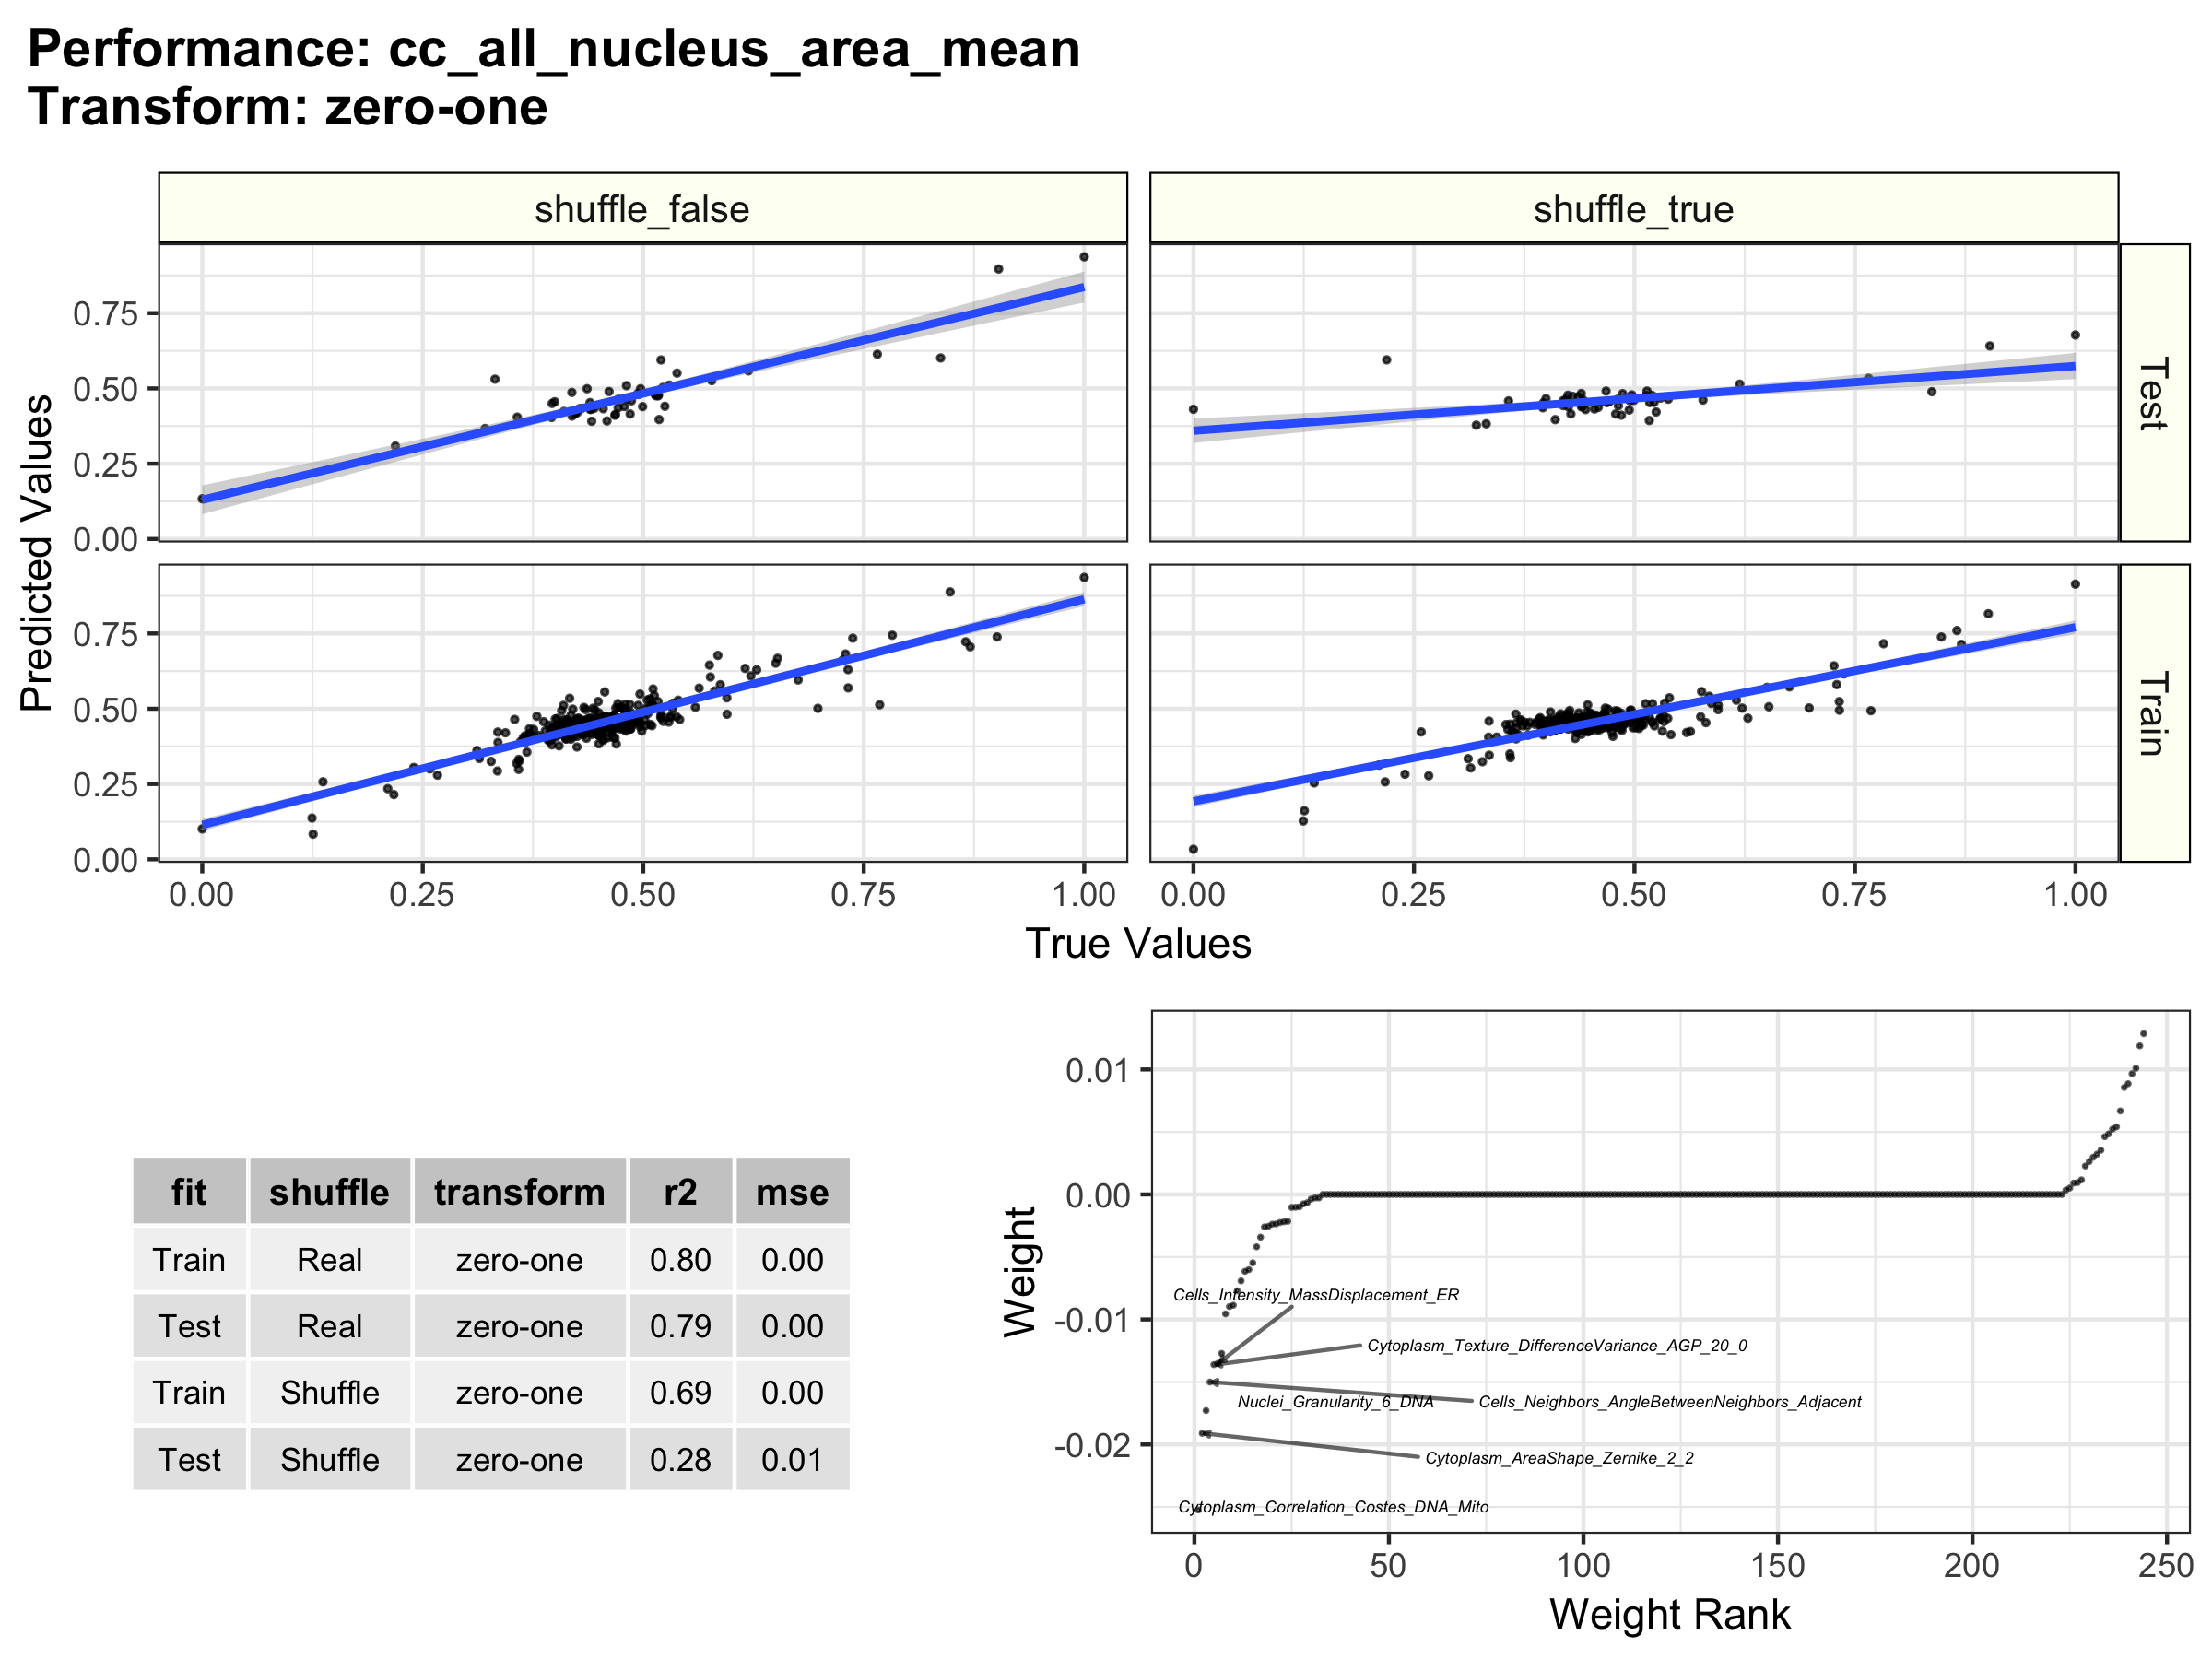 Performance: cc_all_nucleus_area_mean
Transform: zero-one
shuffle_false
shuffle_true
Predicted Values
0.75
0.50
0.25
0.00
Test
0.75
0.50
0.25
0.00
Train
0.00 0.25 0.50 0.75 1.00
0.00 0.25 0.50 0.75 1.00
True Values
fit shuffle transform r2 mse
Train Real zero-one 0.80 0.00
Test Real zero-one 0.79 0.00
Train Shuffle zero-one 0.69 0.00
Test Shuffle zero-one 0.28 0.01
Weight
0.01
0.00
-0.01
-0.02
Cells_Intensity_MassDisplacement_ER
Cytoplasm_Texture_DifferenceVariance_AGP_20_0
Nuclei_Granularity_6_DNA
Cells_Neighbors_AngleBetweenNeighbors_Adjacent
Cytoplasm_AreaShape_Zernike_2_2
Cytoplasm_Correlation_Costes_DNA_Mito
0 50 100 150 200 250
Weight Rank